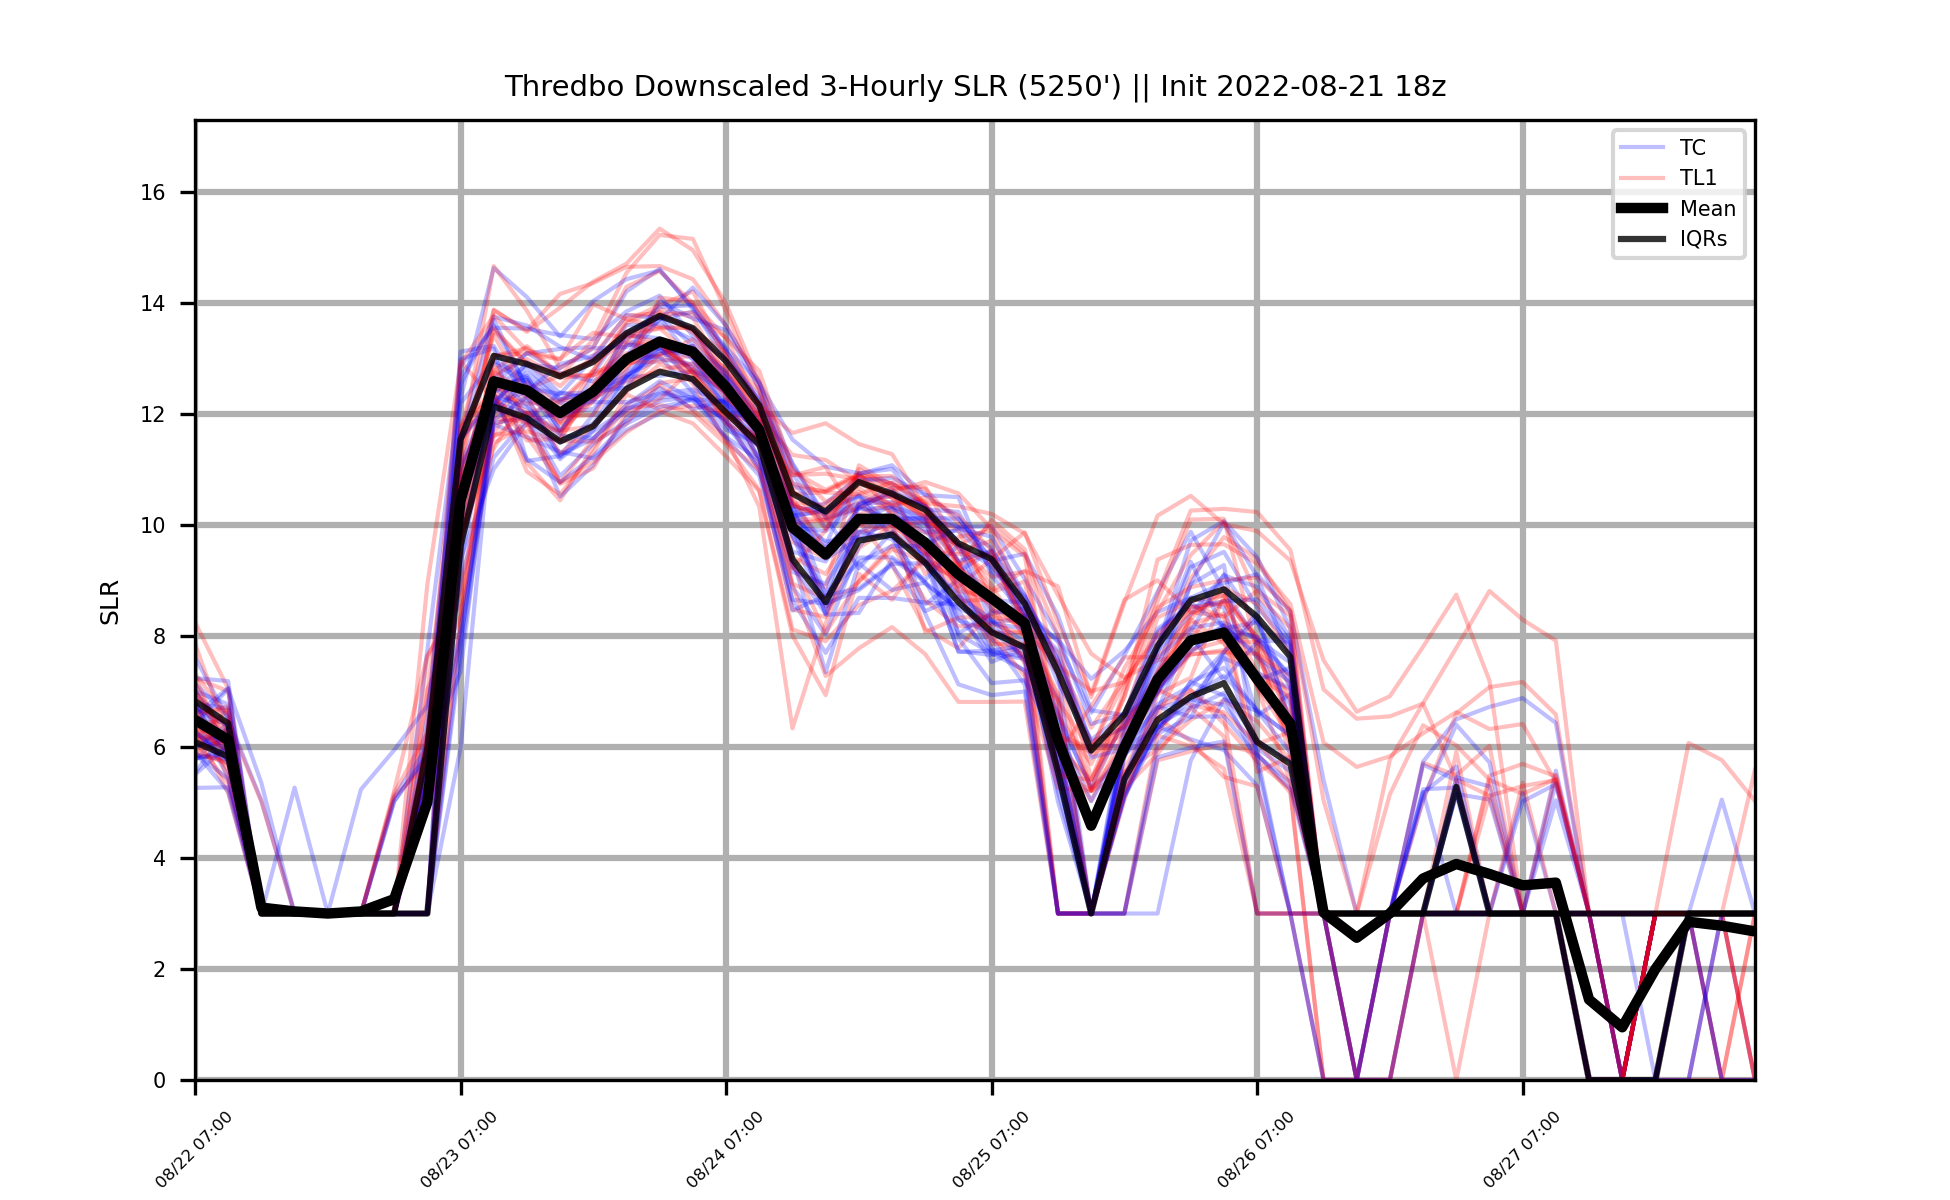 Thredbo Downscaled 3-Hourly SLR (5250') || Init 2022-08-21 18z
TC
TL1
Mean
IQRs
SLR
16
14
12
10
8
6
4
2
0
08/22 07:00
08/23 07:00
08/24 07:00
08/25 07:00
08/26 07:00
08/27 07:00